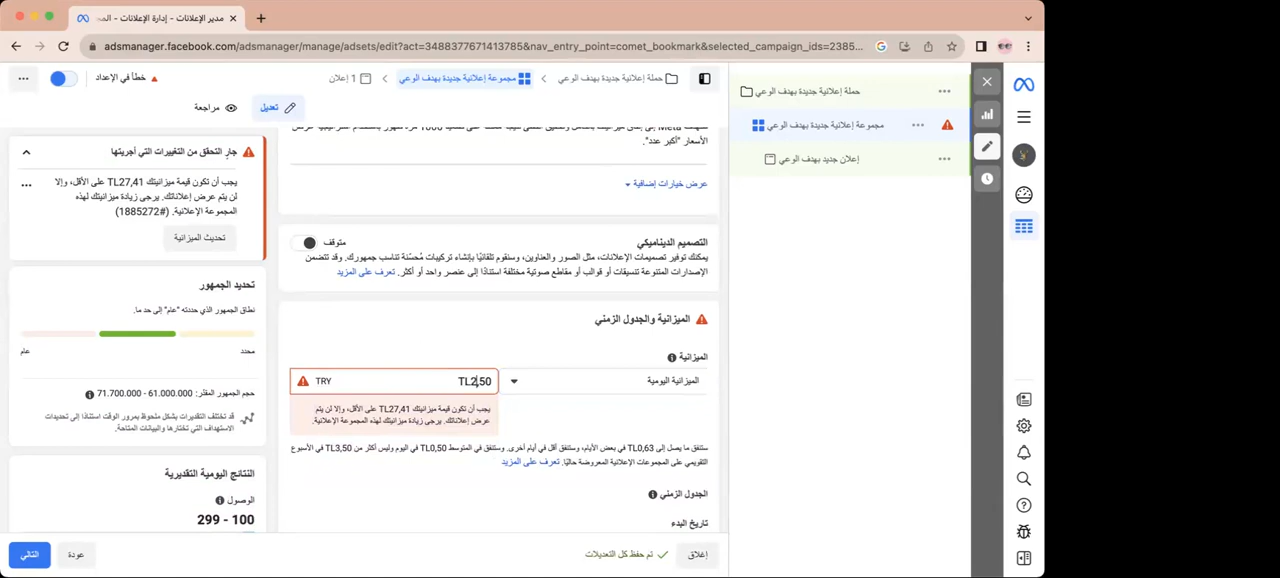 مدير الإعلانات - إدارة الإعلانات - الحد
adsmanager.facebook.com/adsmanager/manage/adsets/edit?act=3488377671413785&nav_entry_point=comet_bookmark&selected_campaign_ids=2385...
حملة إعلانية جديدة بهدف الوعي
مجموعة إعلانية جديدة بهدف الوعي
1 إعلان
خطأ في الإعداد
تعديل
مراجعة
حملة إعلانية جديدة بهدف الوعي
مجموعة إعلانية جديدة بهدف الوعي
إعلان جديد بهدف الوعي
الأسعار "أكبر عدد".
عرض خيارات إضافية
التصميم الديناميكي
متوقف
يمكنك توفير تصميمات الإعلانات، مثل الصور والعناوين، وسنقوم تلقائيًا بإنشاء تركيبات مُحسّنة تناسب جمهورك. وقد تتضمن
الإصدارات المتنوعة تنسيقات أو قوالب أو مقاطع صوتية مختلفة استنادًا إلى عنصر واحد أو أكثر. تعرف على المزيد
الميزانية والجدول الزمني
الميزانية
الميزانية اليومية
TL2,50
TRY
يجب أن تكون قيمة ميزانيتك TL27,41 على الأقل، وإلا لن يتم
عرض إعلاناتك. يرجى زيادة ميزانيتك لهذه المجموعة الإعلانية.
ستنفق ما يصل إلى TL0,63 في بعض الأيام، وستنفق أقل في أيام أخرى. وستنفق في المتوسط TL0,50 في اليوم وليس أكثر من TL3,50 في الأسبوع
التقويمي على المجموعات الإعلانية المعروضة حاليًا. تعرف على المزيد
الجدول الزمني
تاريخ البدء
جارٍ التحقق من التغييرات التي أجريتها
يجب أن تكون قيمة ميزانيتك TL27,41 على الأقل، وإلا
لن يتم عرض إعلاناتك. يرجى زيادة ميزانيتك لهذه
المجموعة الإعلانية. (#1885272)
تحديث الميزانية
تحديد الجمهور
نطاق الجمهور الذي حددته "عام" إلى حد ما.
محدد
عام
حجم الجمهور المقدّر: 61.000.000 - 71.700.000
قد تختلف التقديرات بشكل ملحوظ بمرور الوقت استنادًا إلى تحديدات
الاستهداف التي تختارها والبيانات المتاحة.
النتائج اليومية التقديرية
الوصول
100 - 299
إغلاق
تم حفظ كل التعديلات
عودة
التالي